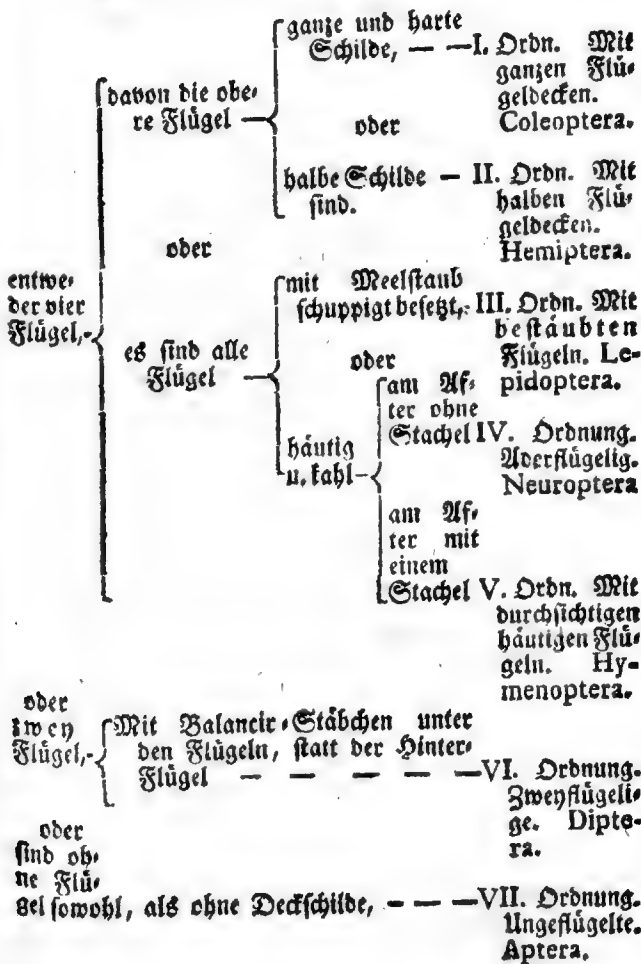 entwe-
der vier
Flügel,-
davon die obe-
re Flügel
ganze und harte
Schilde, — — I. Ordn. Mit
ganzen Flü-
geldecken.
Coleoptera.
oder
halbe Schilde — II. Ordn. Mit
sind.
halben Flü-
geldecken.
Hemiptera.
oder
es sind alle
Flügel
mit Meelstaub
schuppigt besetzt,- III. Ordn. Mit
bestäubten
Flügeln. Le-
pidoptera.
oder
häutig
u. kahl-
am Af-
ter ohne
Stachel IV. Ordnung.
Aderflügelig.
Neuroptera
am Af-
ter mit
einem
Stachel V. Ordn. Mit
durchsichtigen
häutigen Flü-
geln. Hy-
menoptera.
oder
zwey
Flügel,-
Mit Balancir-Stäbchen unter
den Flügeln, statt der Hinter-
Flügel — — — — VI. Ordnung.
Zweyflügeli-
ge. Dipte-
ra.
oder
sind oh-
ne Flü-
gel sowohl, als ohne Deckschilde, — — — VII. Ordnung.
Ungeflügelte.
Aptera.